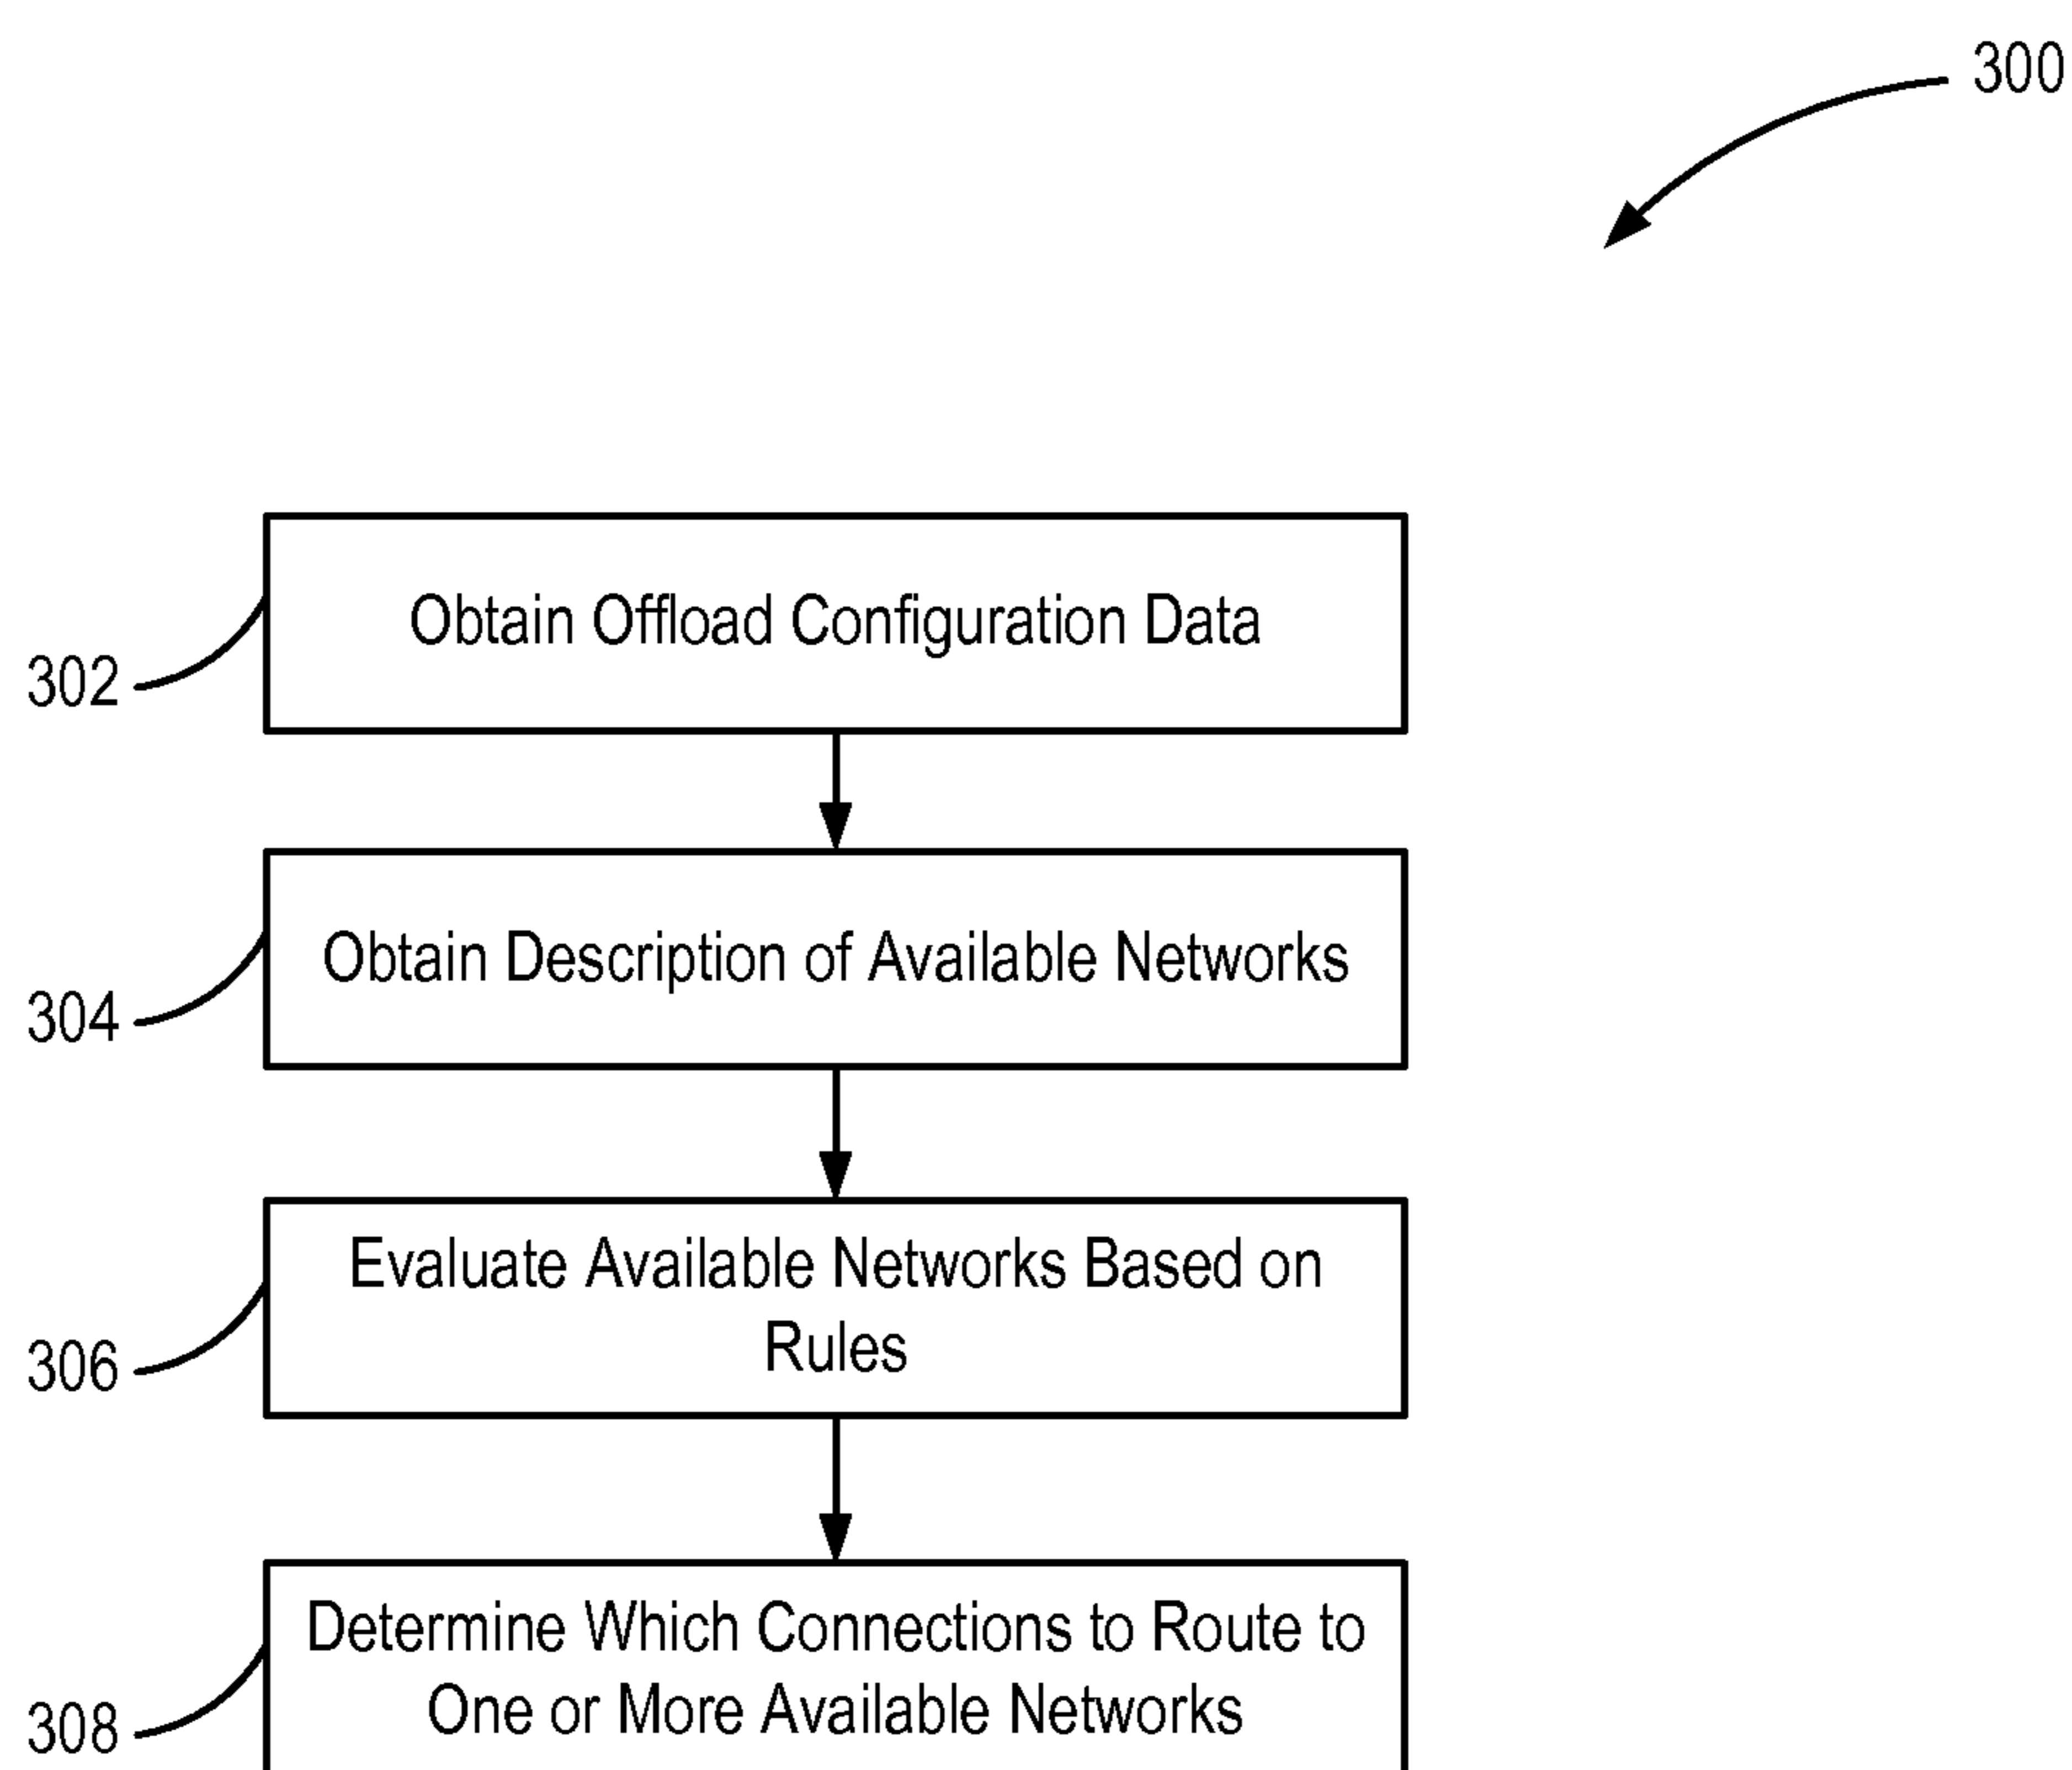 300
Obtain Offload Configuration Data
302
Obtain Description of Available Networks
304
Evaluate Available Networks Based on
Rules
306
Determine Which Connections to Route to
One or More Available Networks
308